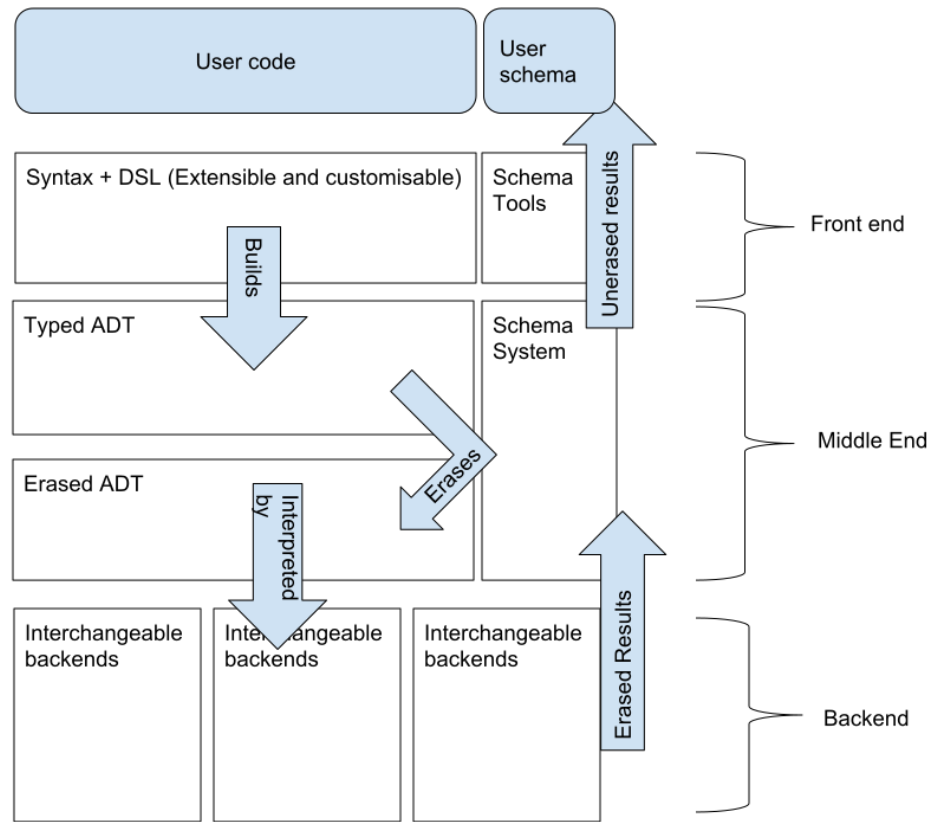 User code
User
schema
Syntax + DSL (Extensible and customisable)
Schema
Tools
Unerased results
Front end
Builds
Typed ADT
Schema
System
Middle End
Erases
Erased ADT
Interpreted
by
Interchangeable
backends
Interchangeable
backends
Interchangeable
backends
Erased Results
Backend